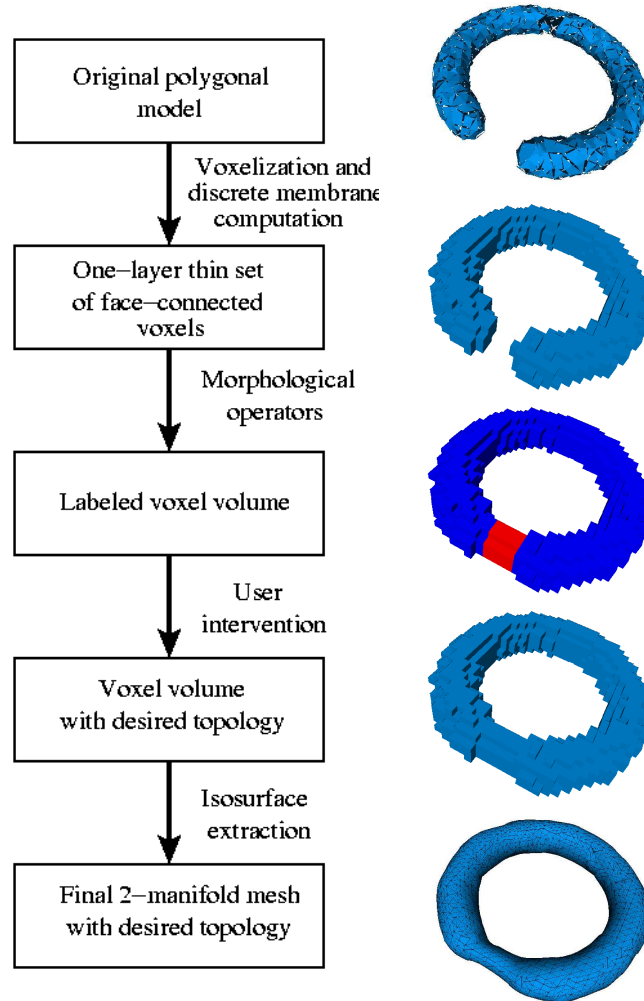 Original polygonal
model
Voxelization and
discrete membrane
computation
One−layer thin set
of face−connected
voxels
Morphological
operators
Labeled voxel volume
User
intervention
Voxel volume
with desired topology
Isosurface
extraction
Final 2−manifold mesh
with desired topology